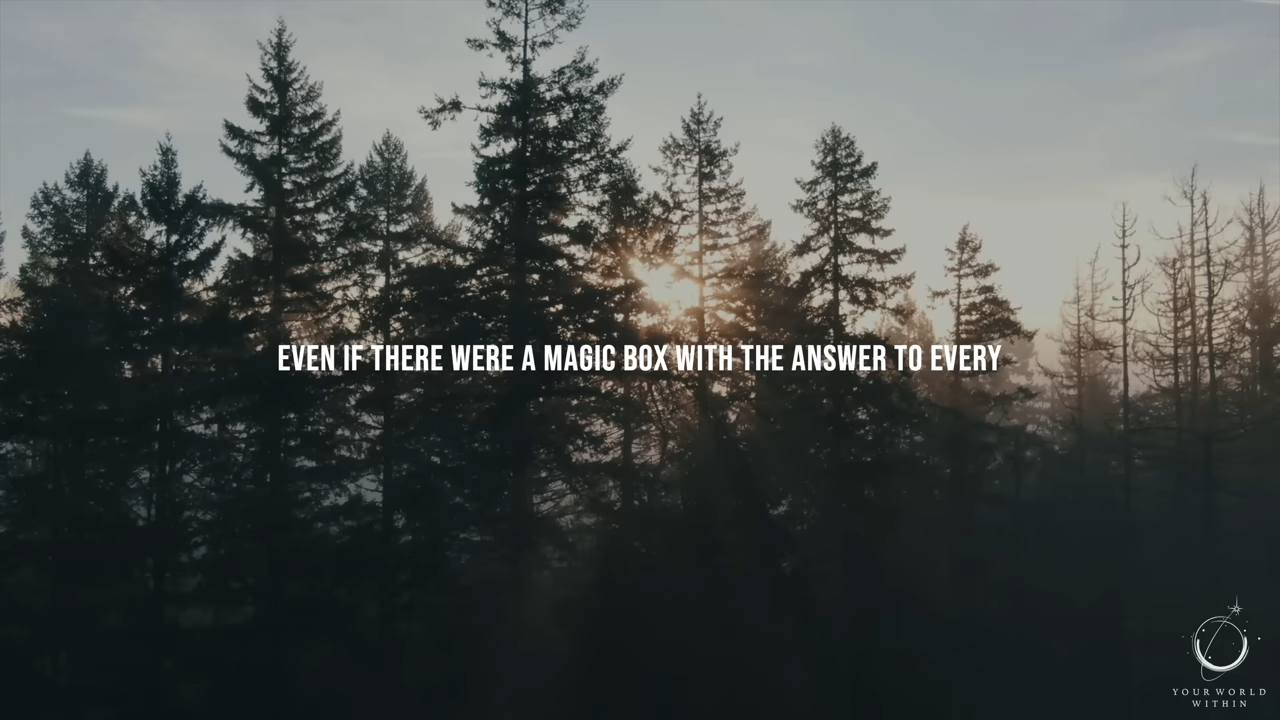 EVEN IF THERE WERE A MAGIC BOX WITH THE ANSWER TO EVERY
YOUR WORLD
WITHIN